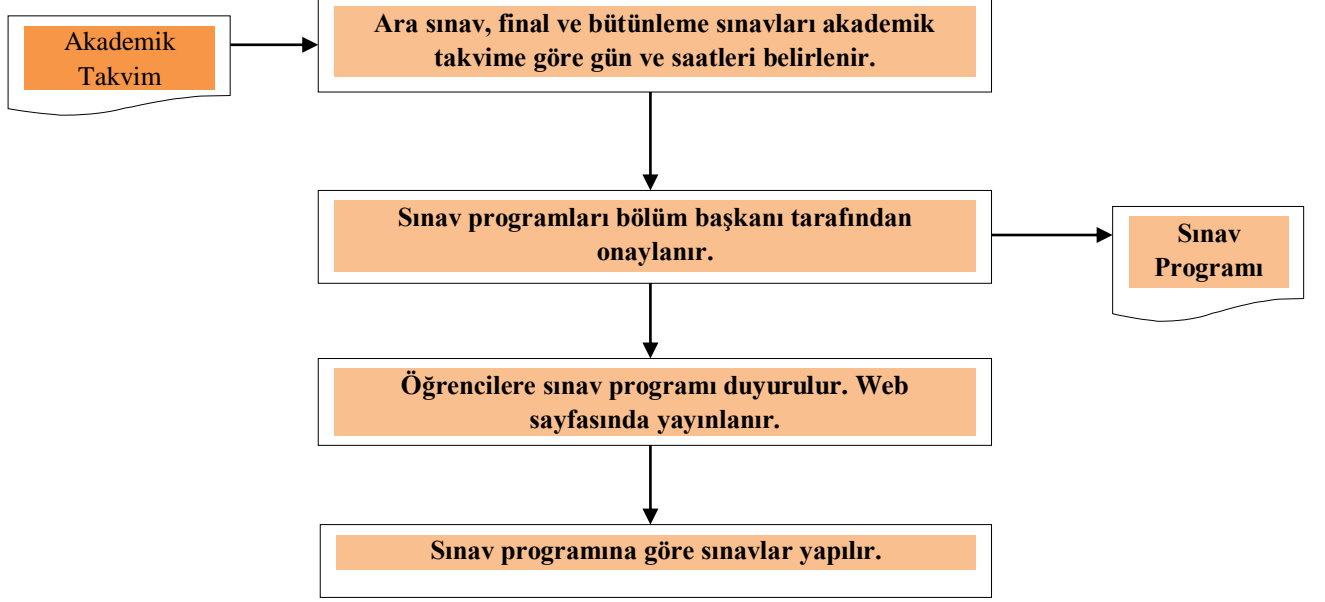 Akademik
Takvim
Ara sınav, final ve bütünleme sınavları akademik
takvime göre gün ve saatleri belirlenir.
Sınav programları bölüm başkanı tarafından
onaylanır.
Sınav
Programı
Öğrencilere sınav programı duyurulur. Web
sayfasında yayınlanır.
Sınav programına göre sınavlar yapılır.